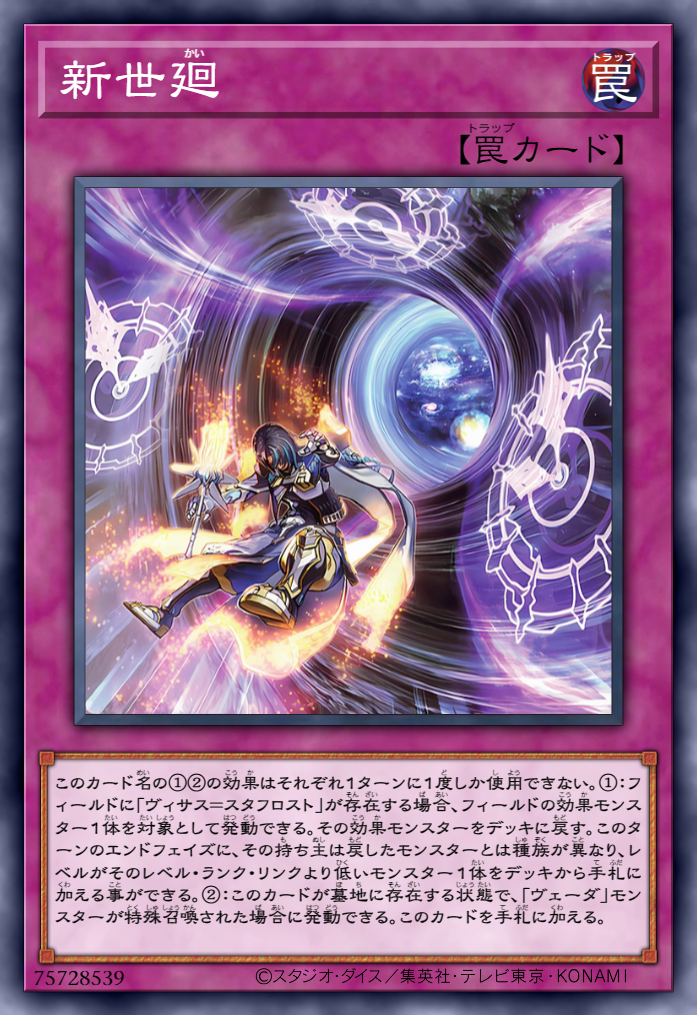 新世廻
かい
罠
トラップ
【罠カード】
トラップ
このカード名の①②の効果はそれぞれ1ターンに1度しか使用できない。①：フ
ィールドに「ヴィサス＝スタフロスト」が存在する場合、フィールドの効果モンス
ター1体を対象として発動できる。その効果モンスターをデッキに戻す。このタ
ーンのエンドフェイズに、その持ち主は戻したモンスターとは種族が異なり、レ
ベルがそのレベル・ランク・リンクより低いモンスター1体をデッキから手札に
加える事ができる。②：このカードが墓地に存在する状態で、「ヴェーダ」モン
スターが特殊召喚された場合に発動できる。このカードを手札に加える。
75728539
©スタジオ・ダイス／集英社・テレビ東京・KONAMI